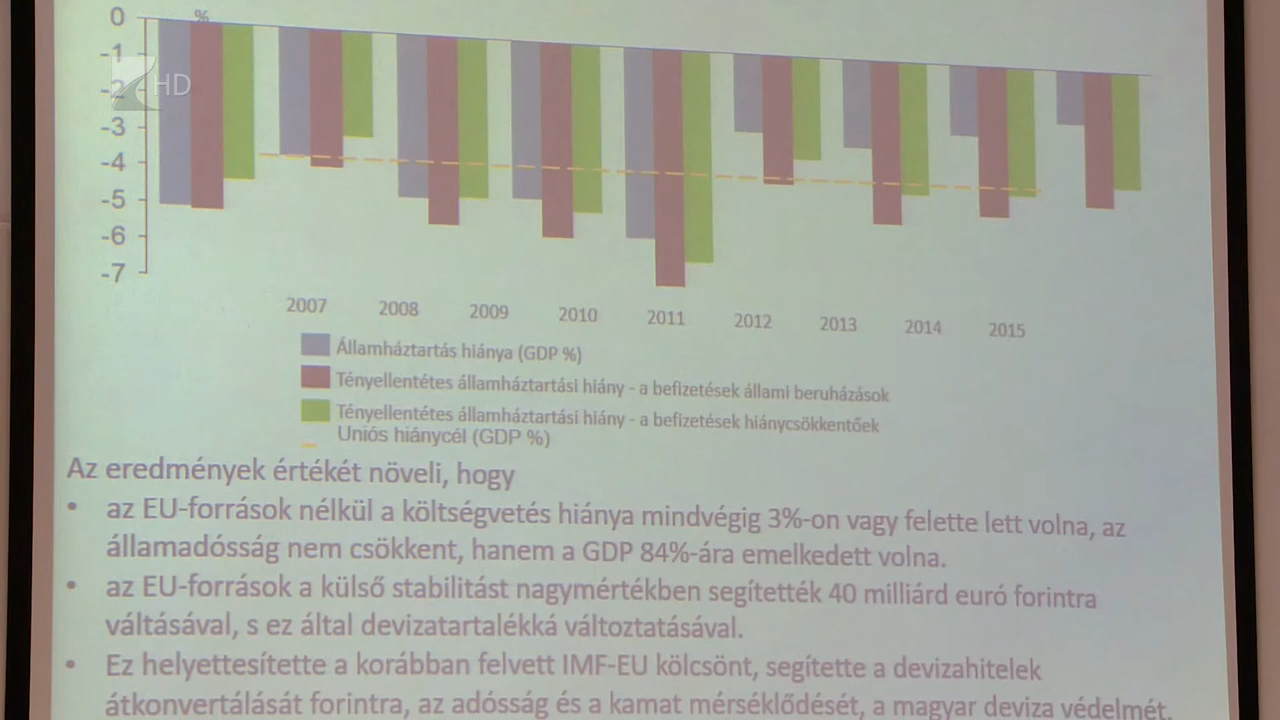 %
0
-1
-2
-3
-4
-5
-6
-7
7 HD
2007 2008 2009 2010 2011 2012 2013 2014 2015
Államháztartás hiánya (GDP %)
Tényellentétes államháztartási hiány - a befizetések állami beruházások
Tényellentétes államháztartási hiány - a befizetések hiánycsökkentőek
Uniós hiánycél (GDP %)
Az eredmények értékét növeli, hogy
• az EU-források nélkül a költségvetés hiánya mindvégig 3%-on vagy felette lett volna, az
államadósság nem csökkent, hanem a GDP 84%-ára emelkedett volna.
• az EU-források a külső stabilitást nagymértékben segítették 40 milliárd euró forintra
váltásával, s ez által devizatartalékká változtatásával.
• Ez helyettesítette a korábban felvett IMF-EU kölcsönt, segítette a devizahitelek
átkonvertálását forintra, az adósság és a kamat mérséklődését, a magyar deviza védelmét.